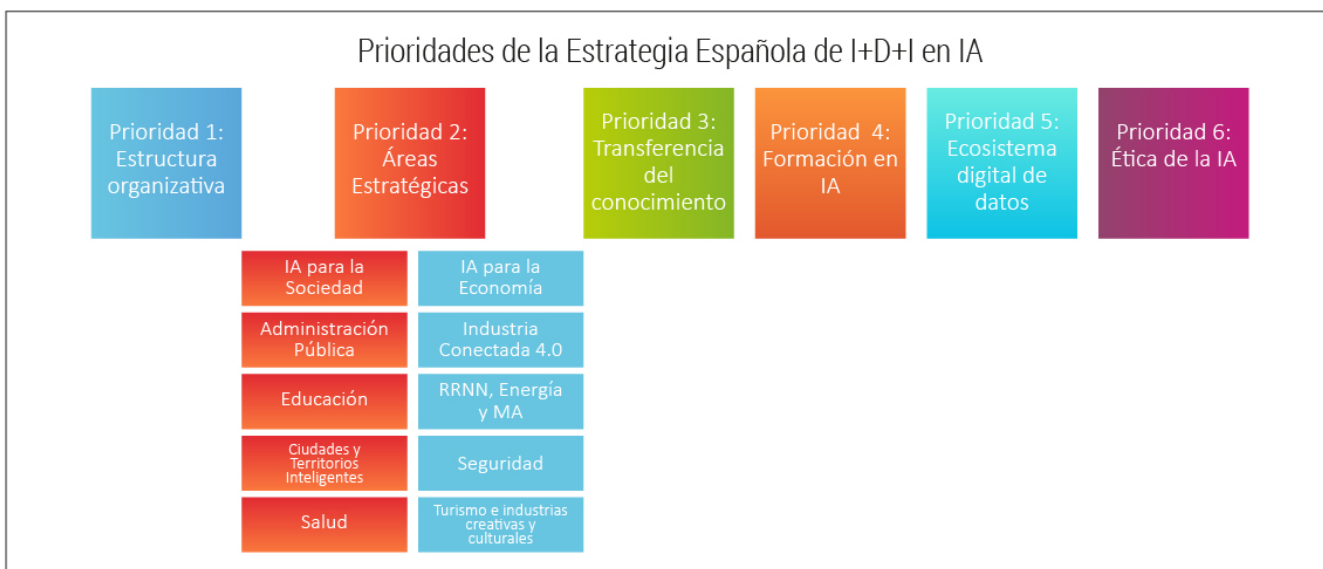 Prioridades de la Estrategia Española de I+D+I en IA
Prioridad 1:
Estructura
organizativa
Prioridad 2:
Áreas
Estratégicas
Prioridad 3:
Transferencia
del
conocimiento
Prioridad 4:
Formación en
IA
Prioridad 5:
Ecosistema
digital de
datos
Prioridad 6:
Ética de la IA
IA para la
Sociedad
IA para la
Economía
Administración
Pública
Industria
Conectada 4.0
Educación
RRNN, Energía
y MA
Ciudades y
Territorios
Inteligentes
Seguridad
Salud
Turismo e industrias
creativas y
culturales